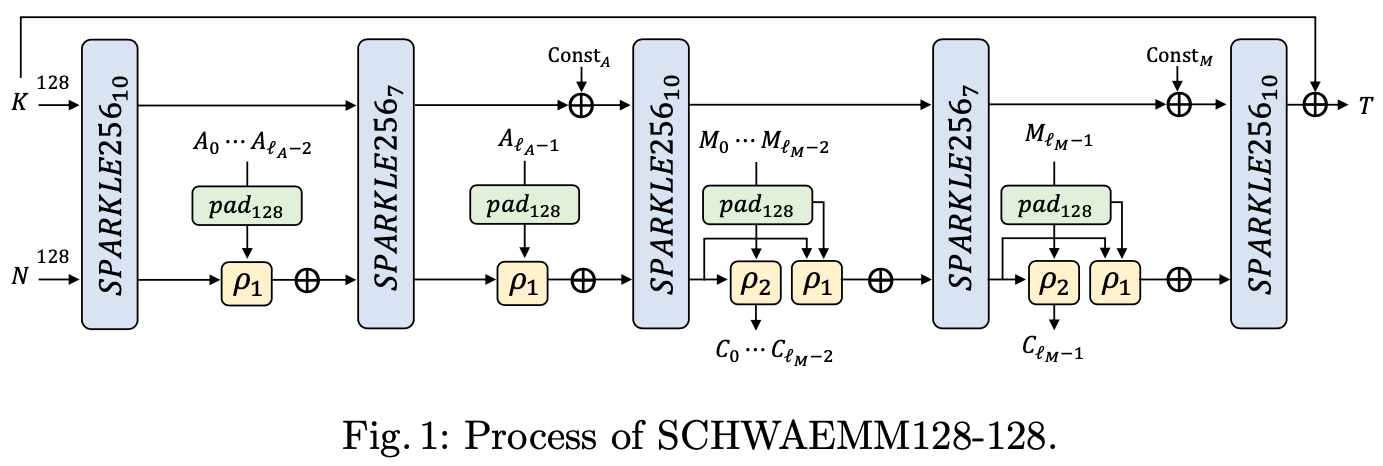 K
128
N
128
SPARKLE256₁₀
A₀ ⋯ A_{ℓ_A−2}
pad₁₂₈
ρ₁
SPARKLE256₇
Const_A
A_{ℓ_A−1}
pad₁₂₈
ρ₁
SPARKLE256₁₀
M₀ ⋯ M_{ℓ_M−2}
pad₁₂₈
ρ₂
ρ₁
C₀ ⋯ C_{ℓ_M−2}
SPARKLE256₇
Const_M
M_{ℓ_M−1}
pad₁₂₈
ρ₂
ρ₁
C_{ℓ_M−1}
SPARKLE256₁₀
T
Fig. 1: Process of SCHWAEMM128-128.